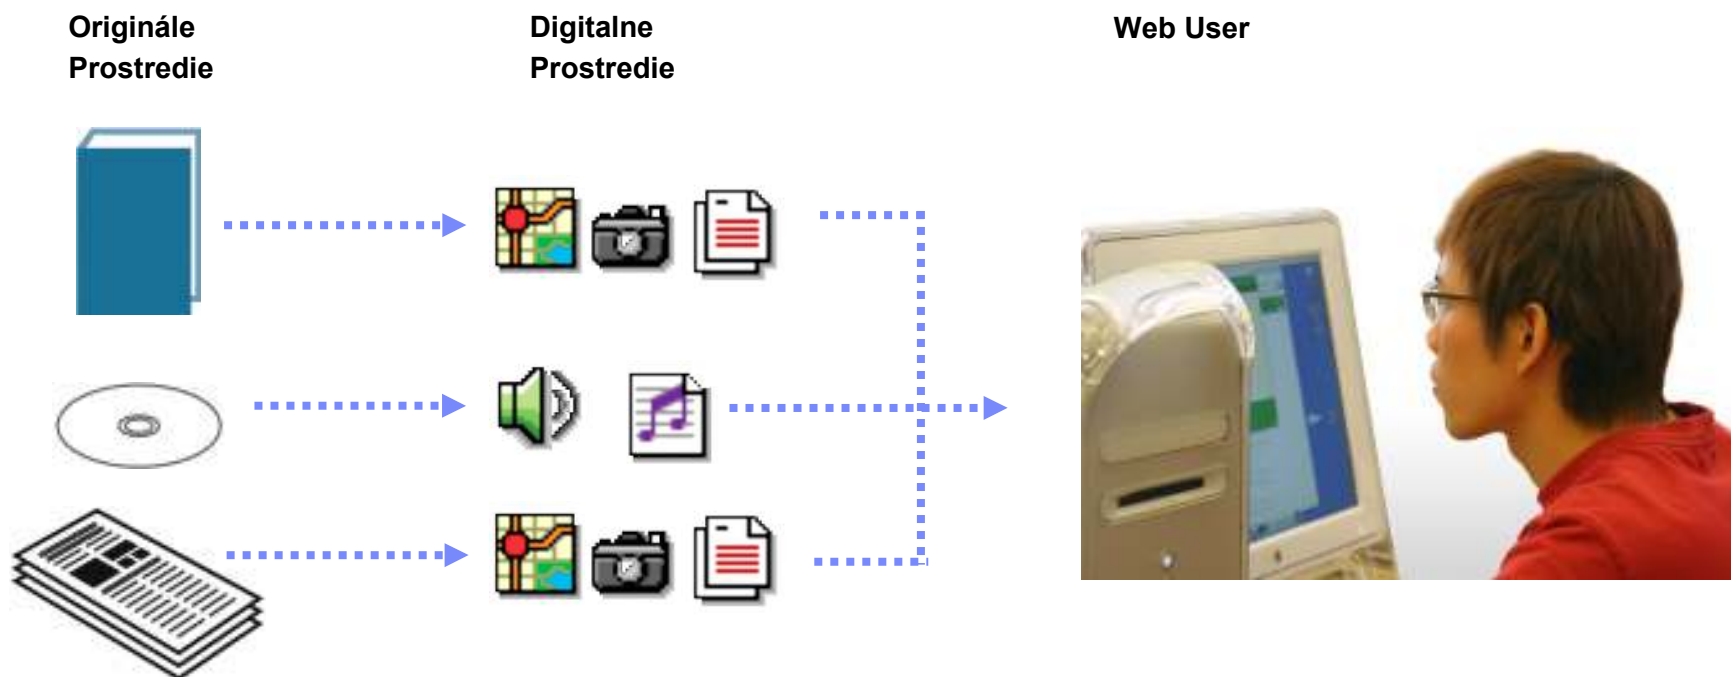 Originále
Prostredie
Digitalne
Prostredie
Web User